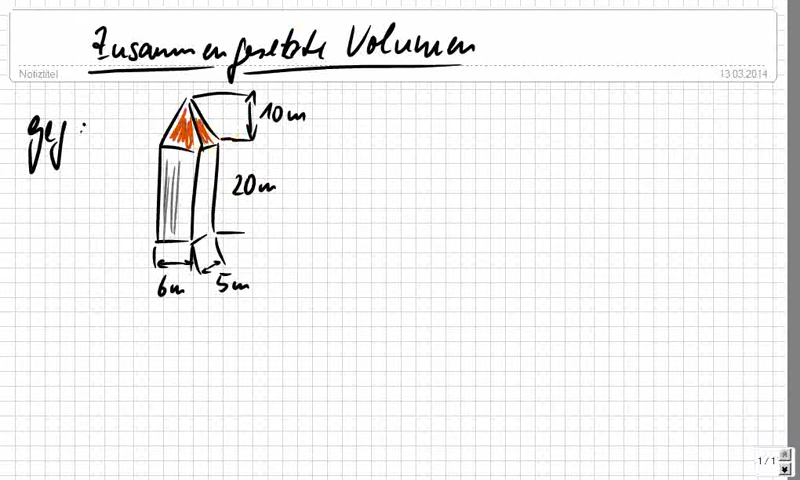 Zusammengesetzte Volumen
Notiztitel
13.03.2014
geg:
10m
20m
6m
5m
1/1